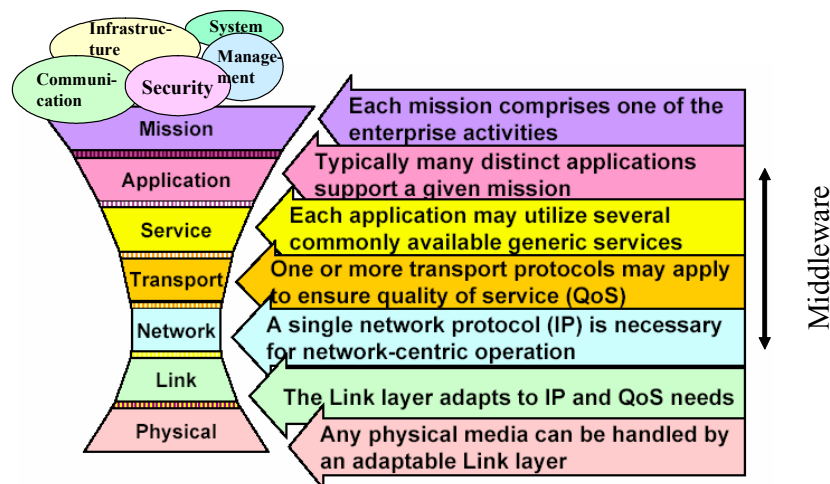 Infrastruc-
ture
System
Manage-
ment
Communi-
cation
Security
Mission
Each mission comprises one of the
enterprise activities
Application
Typically many distinct applications
support a given mission
Service
Each application may utilize several
commonly available generic services
Transport
One or more transport protocols may apply
to ensure quality of service (QoS)
Network
A single network protocol (IP) is necessary
for network-centric operation
Link
The Link layer adapts to IP and QoS needs
Physical
Any physical media can be handled by
an adaptable Link layer
Middleware